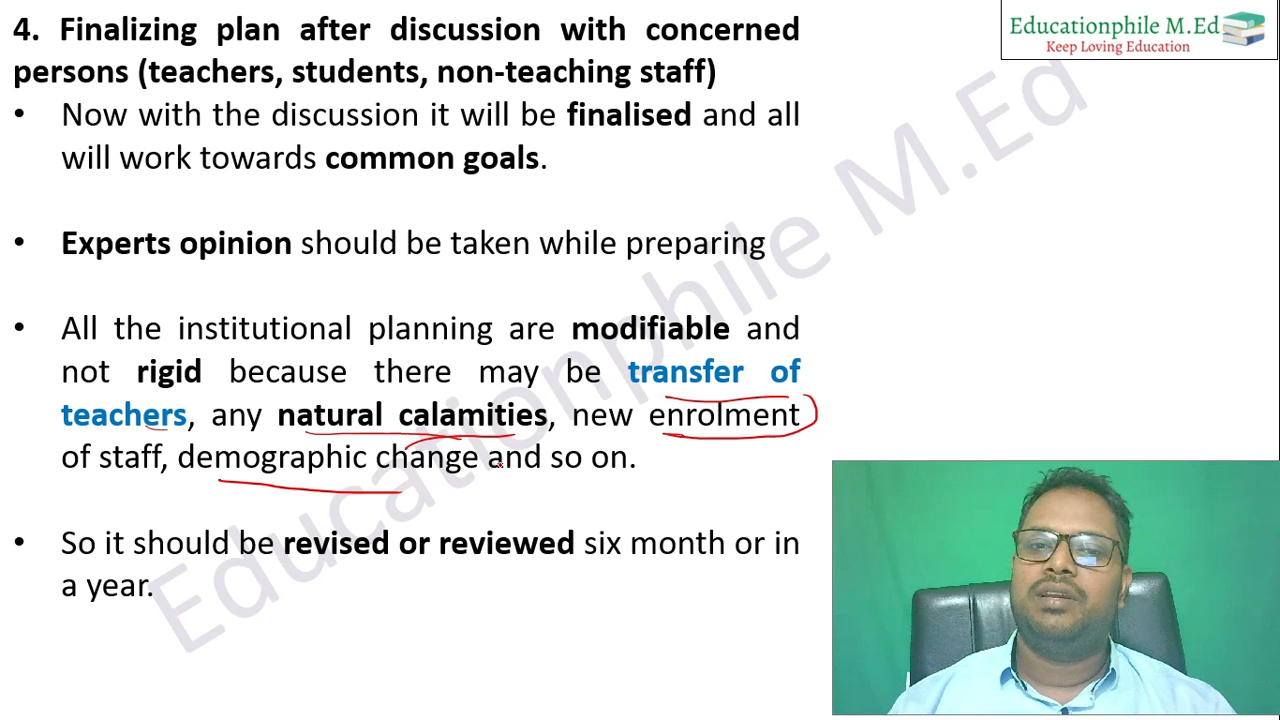 4. Finalizing plan after discussion with concerned
persons (teachers, students, non-teaching staff)
• Now with the discussion it will be finalised and all
will work towards common goals.
• Experts opinion should be taken while preparing
• All the institutional planning are modifiable and
not rigid because there may be transfer of
teachers, any natural calamities, new enrolment
of staff, demographic change and so on.
• So it should be revised or reviewed six month or in
a year.
Educationphile M.Ed
Keep Loving Education
Educationphile M.Ed